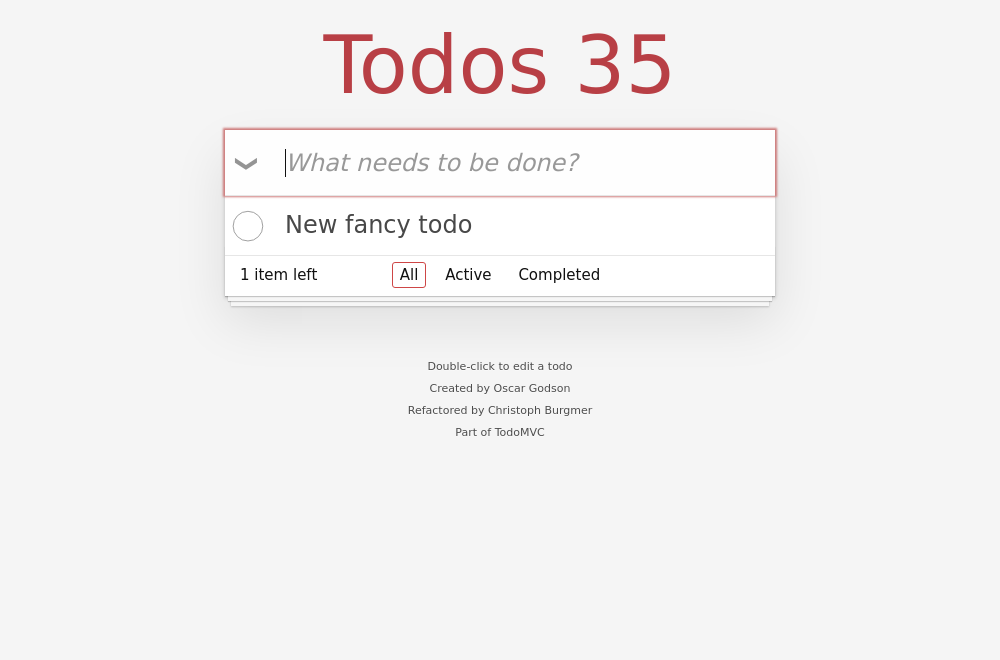 Todos 35
What needs to be done?
New fancy todo
1 item left All Active Completed
Double-click to edit a todo
Created by Oscar Godson
Refactored by Christoph Burgmer
Part of TodoMVC